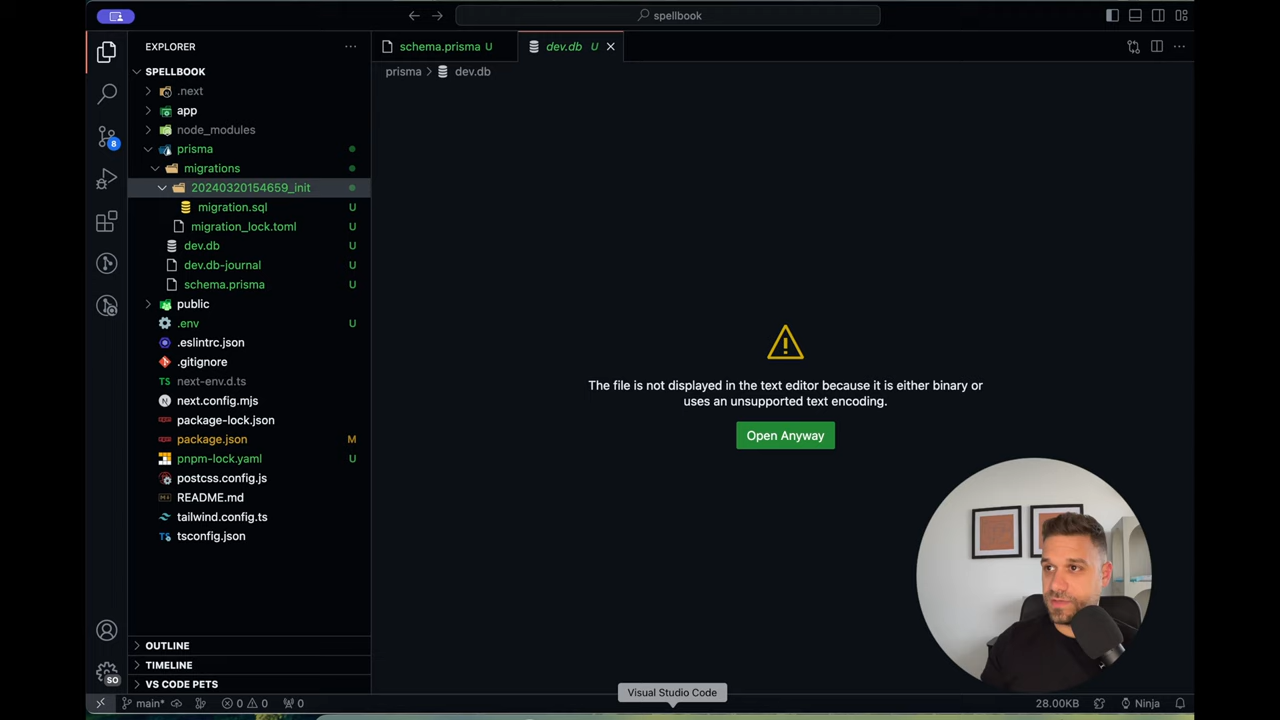 spellbook
EXPLORER
SPELLBOOK
.next
app
node_modules
prisma
migrations
20240320154659_init
migration.sql U
migration_lock.toml U
dev.db U
dev.db-journal U
schema.prisma U
public
.env U
.eslintrc.json
.gitignore
TS next-env.d.ts
N next.config.mjs
package-lock.json
package.json M
pnpm-lock.yaml U
postcss.config.js
README.md
tailwind.config.ts
TS tsconfig.json
OUTLINE
TIMELINE
VS CODE PETS
8
SO
schema.prisma U
dev.db U
prisma > dev.db
The file is not displayed in the text editor because it is either binary or
uses an unsupported text encoding.
Open Anyway
Visual Studio Code
main* 0 0 0
28.00KB Ninja